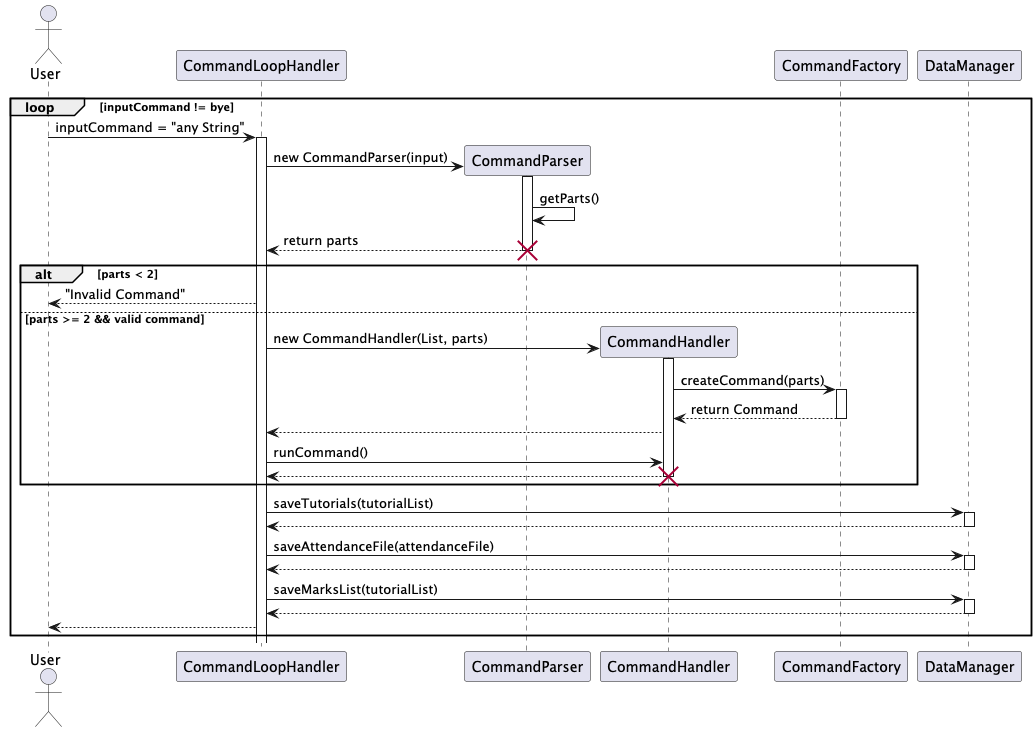 User
CommandLoopHandler
CommandFactory
DataManager
loop
[inputCommand != bye]
inputCommand = "any String"
new CommandParser(input)
CommandParser
getParts()
return parts
alt
[parts < 2]
"Invalid Command"
[parts >= 2 && valid command]
new CommandHandler(List, parts)
CommandHandler
createCommand(parts)
return Command
runCommand()
saveTutorials(tutorialList)
saveAttendanceFile(attendanceFile)
saveMarksList(tutorialList)
User
CommandLoopHandler
CommandParser
CommandHandler
CommandFactory
DataManager